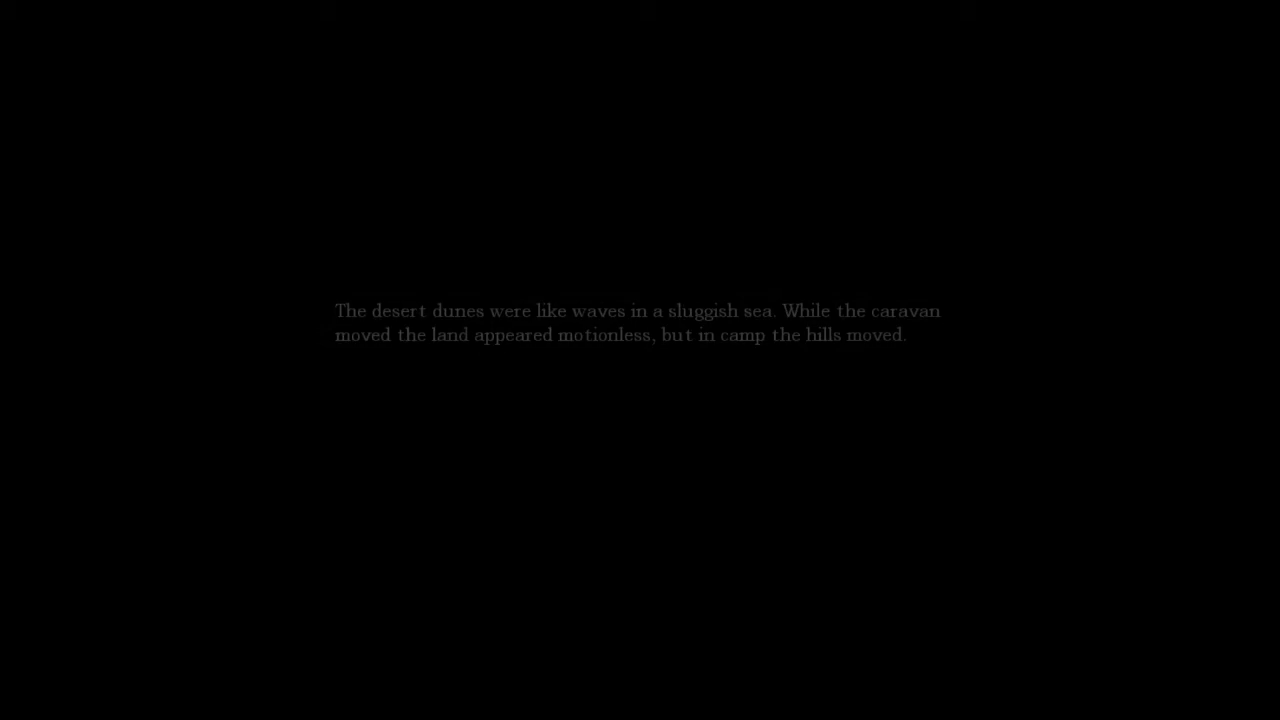 The desert dunes were like waves in a sluggish sea. While the caravan
moved the land appeared motionless, but in camp the hills moved.